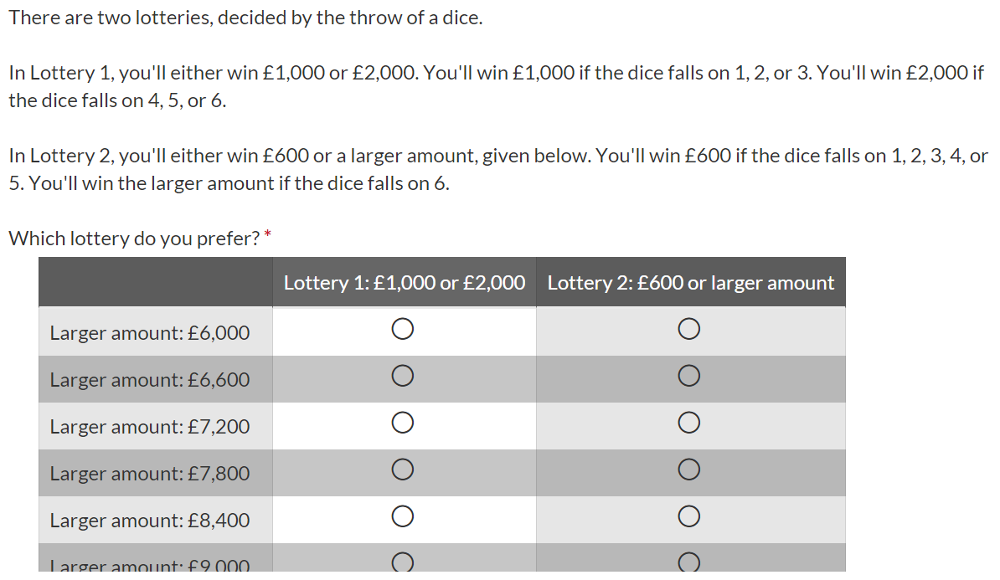 There are two lotteries, decided by the throw of a dice.
In Lottery 1, you'll either win £1,000 or £2,000. You'll win £1,000 if the dice falls on 1, 2, or 3. You'll win £2,000 if
the dice falls on 4, 5, or 6.
In Lottery 2, you'll either win £600 or a larger amount, given below. You'll win £600 if the dice falls on 1, 2, 3, 4, or
5. You'll win the larger amount if the dice falls on 6.
Which lottery do you prefer? *
Lottery 1: £1,000 or £2,000 Lottery 2: £600 or larger amount
Larger amount: £6,000
Larger amount: £6,600
Larger amount: £7,200
Larger amount: £7,800
Larger amount: £8,400
Larger amount: £9,000